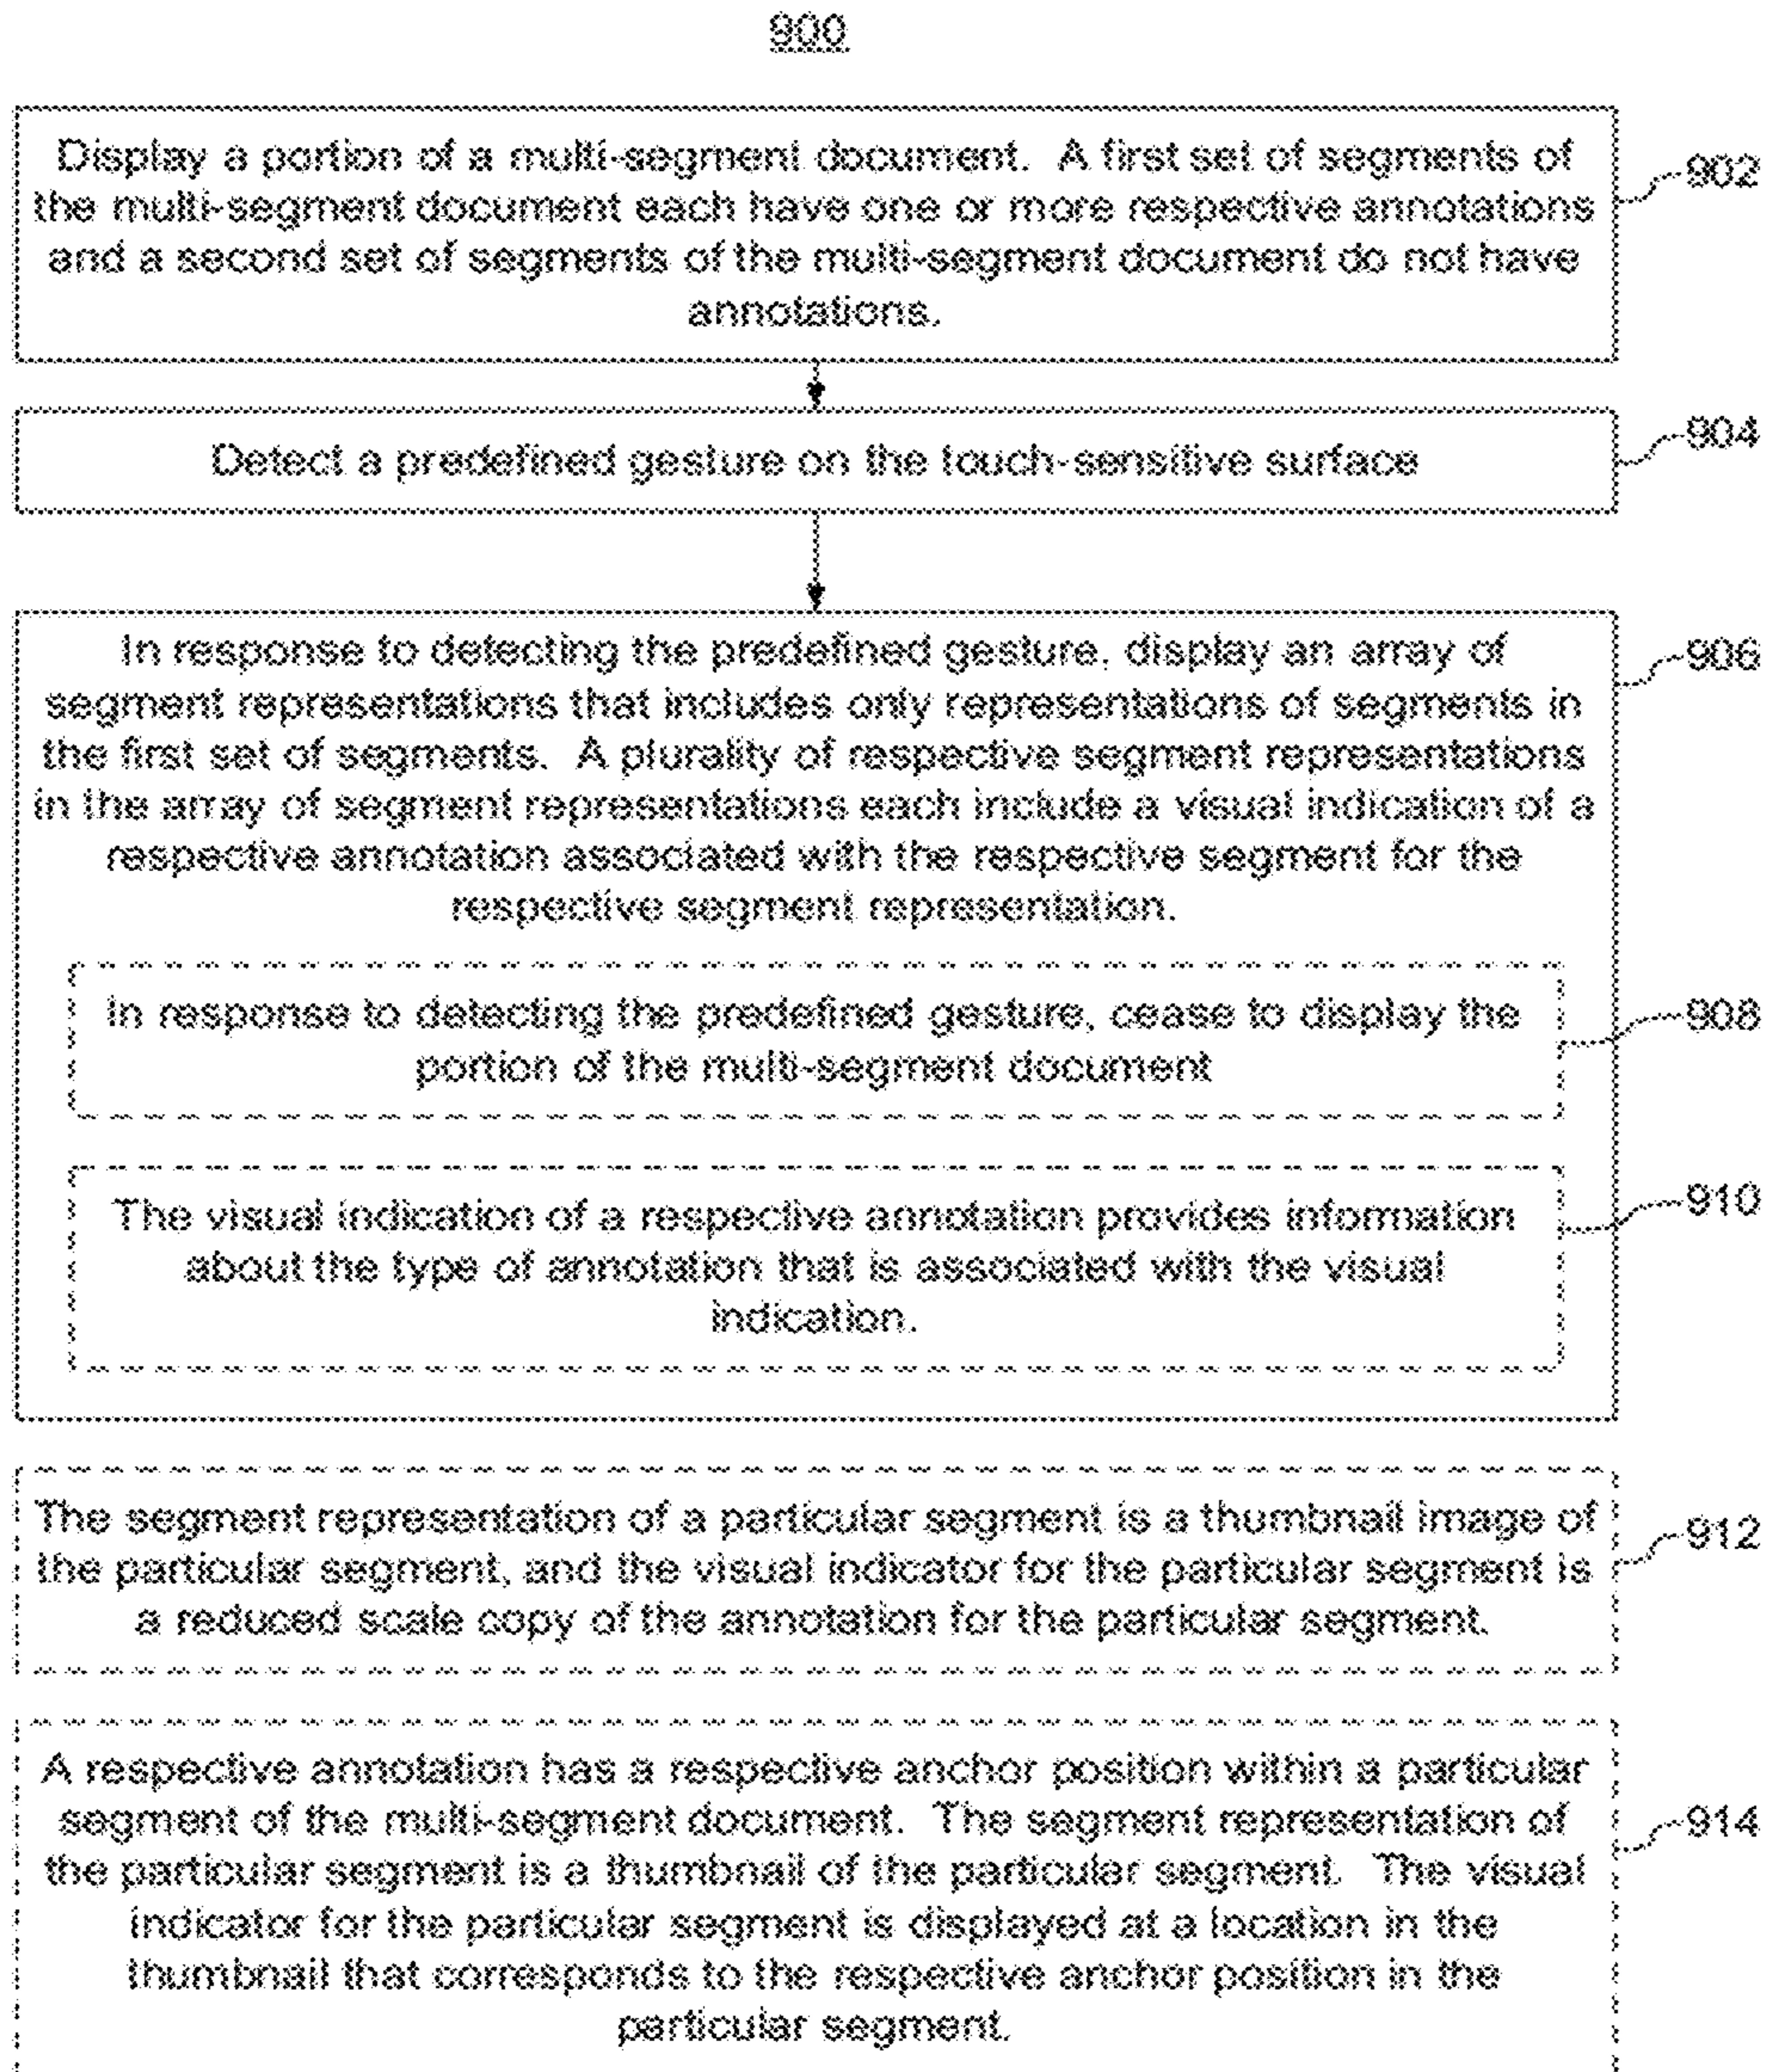 900
Display a portion of a multi-segment document. A first set of segments of
902
the multi-segment document each have one or more respective annotations
and a second set of segments of the multi-segment document do not have
annotations.
Detect a predefined gesture on the touch-sensitive surface
904
In response to detecting the predefined gesture, display an array of
906
segment representations that includes only representations of segments in
the first set of segments. A plurality of respective segment representations
in the array of segment representations each include a visual indication of a
respective annotation associated with the respective segment for the
respective segment representation.
In response to detecting the predefined gesture, cease to display the
908
portion of the multi-segment document
The visual indication of a respective annotation provides information
910
about the type of annotation that is associated with the visual
indication.
The segment representation of a particular segment is a thumbnail image of
912
the particular segment, and the visual indicator for the particular segment is
a reduced scale copy of the annotation for the particular segment.
A respective annotation has a respective anchor position within a particular
segment of the multi-segment document. The segment representation of
914
the particular segment is a thumbnail of the particular segment. The visual
indicator for the particular segment is displayed at a location in the
thumbnail that corresponds to the respective anchor position in the
particular segment.